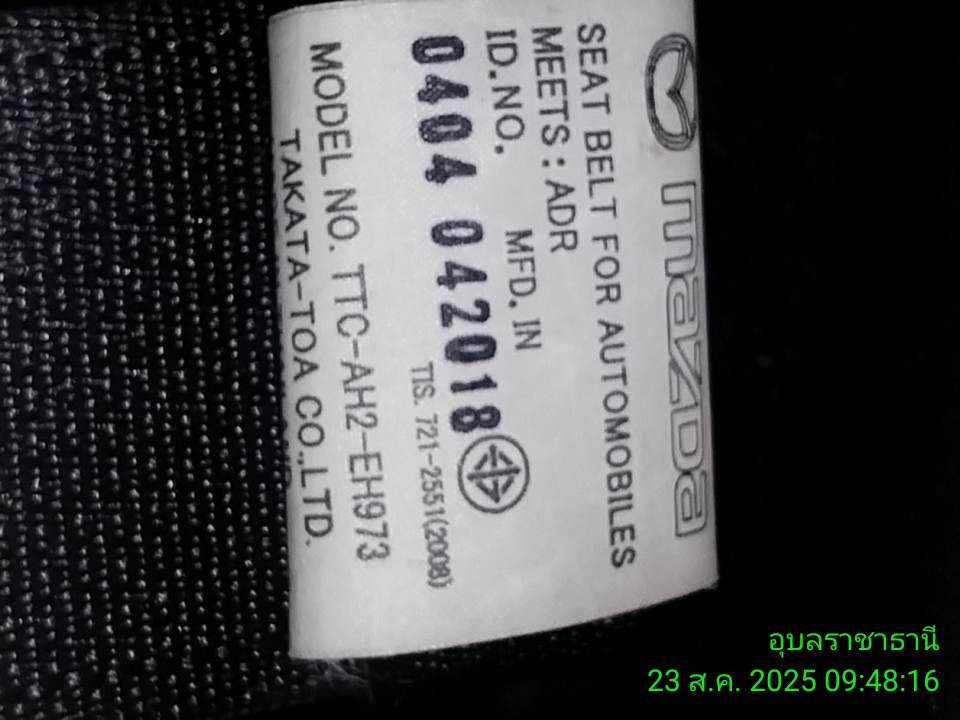 mazda
SEAT BELT FOR AUTOMOBILES
MEETS : ADR
ID.NO. MFD. IN
0404 042018
TIS. 721-2551(2008)
MODEL NO. TTC-AH2-EH973
TAKATA-TOA CO.,LTD.
อุบลราชธานี
23 ส.ค. 2025 09:48:16